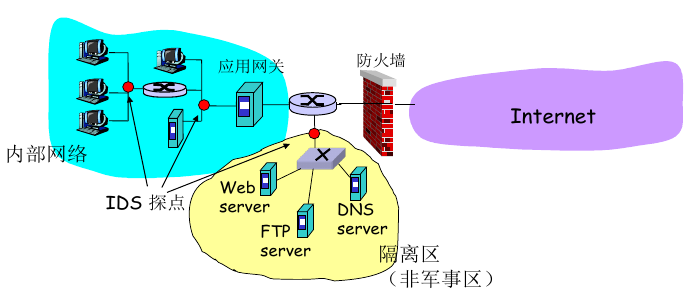 防火墙
应用网关
Internet
内部网络
IDS 探点
Web
server
FTP
server
DNS
server
隔离区
（非军事区）